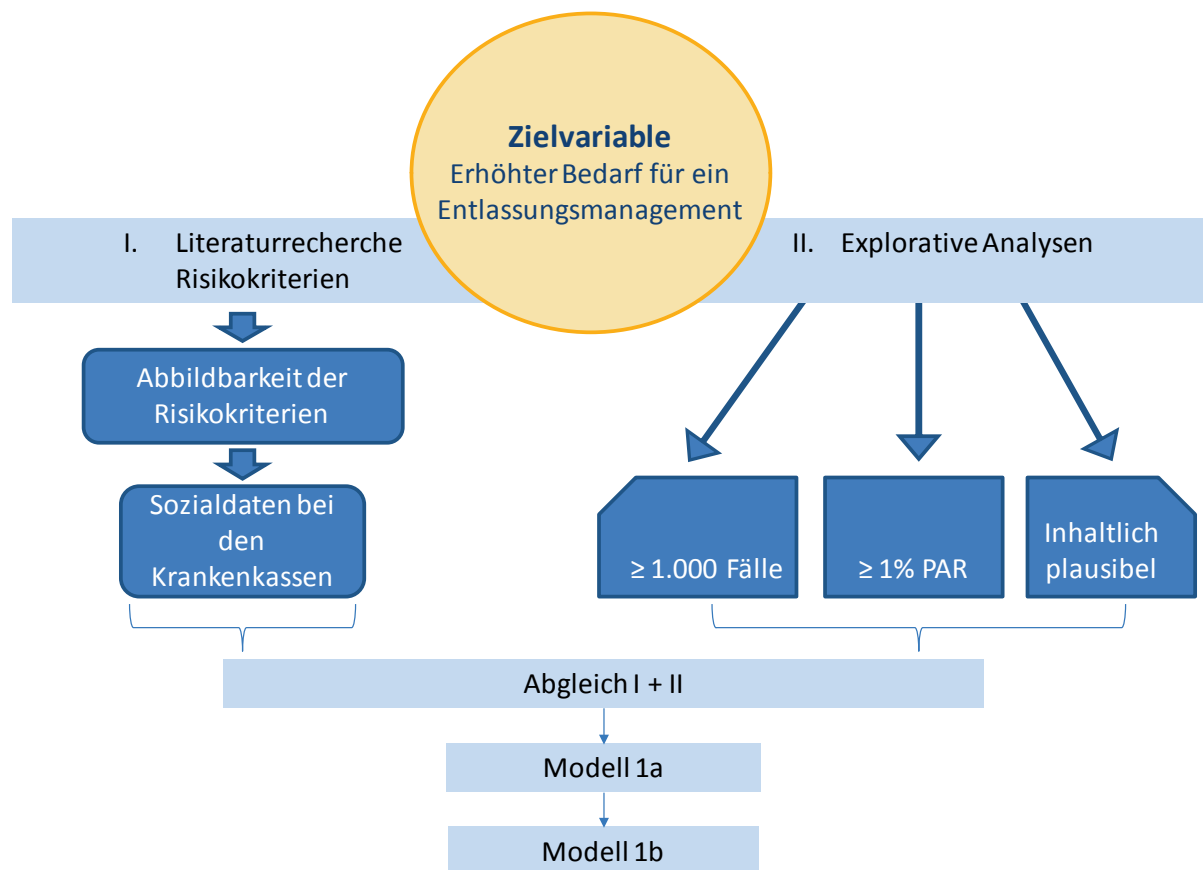 Zielvariable
Erhöhter Bedarf für ein
Entlassungsmanagement
I. Literaturrecherche
Risikokriterien
II. Explorative Analysen
Abbildbarkeit der
Risikokriterien
Sozialdaten bei
den
Krankenkassen
≥ 1.000 Fälle
≥ 1% PAR
Inhaltlich
plausibel
Abgleich I + II
Modell 1a
Modell 1b